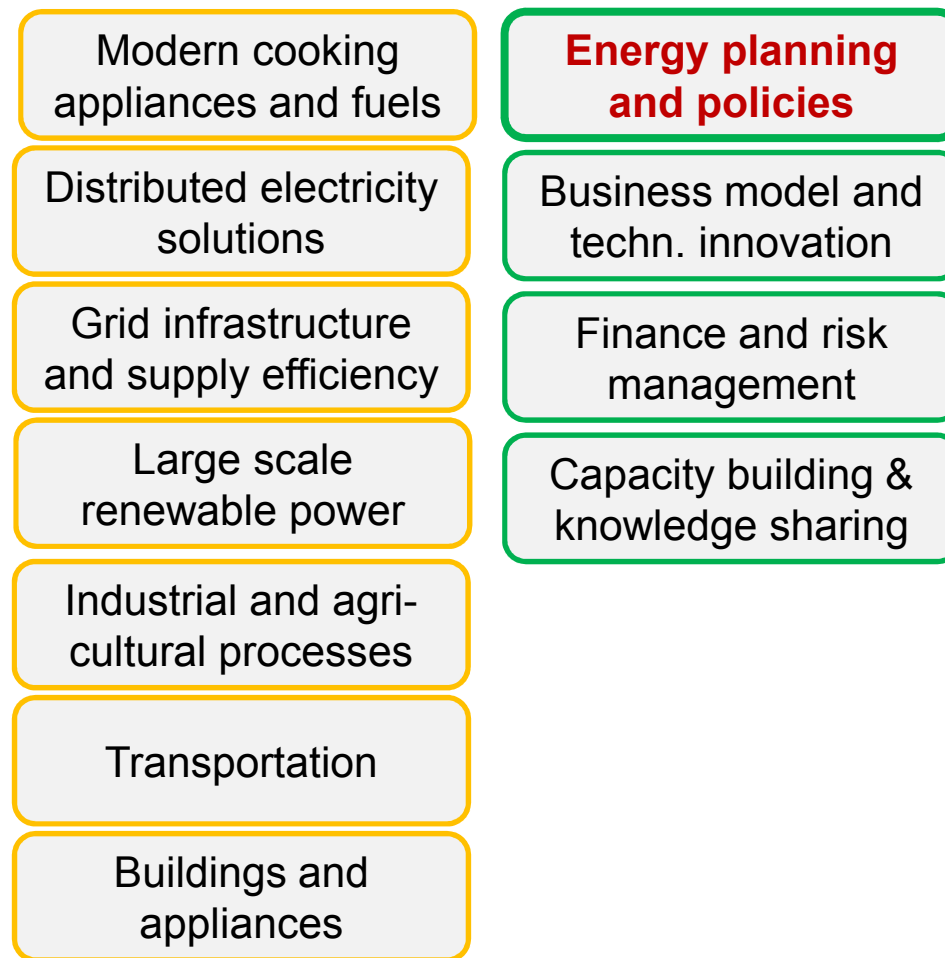 Modern cooking
appliances and fuels
Distributed electricity
solutions
Grid infrastructure
and supply efficiency
Large scale
renewable power
Industrial and agri-
cultural processes
Transportation
Buildings and
appliances
Energy planning
and policies
Business model and
techn. innovation
Finance and risk
management
Capacity building &
knowledge sharing